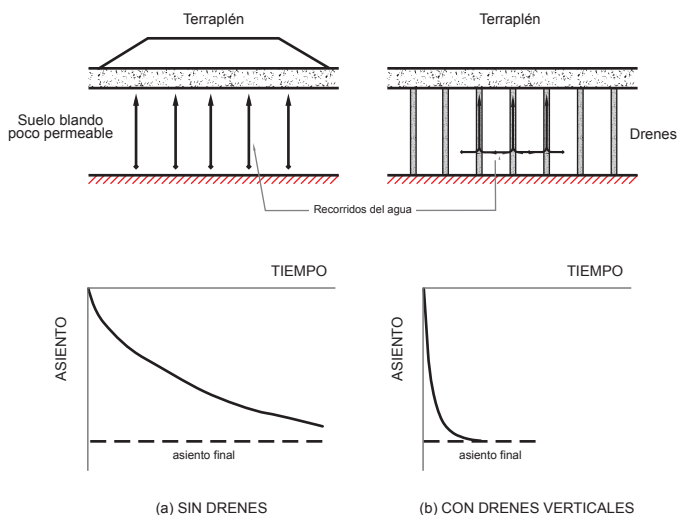 Terraplén
Terraplén
Suelo blando
poco permeable
Drenes
Recorridos del agua
TIEMPO
TIEMPO
ASIENTO
ASIENTO
asiento final
asiento final
(a) SIN DRENES
(b) CON DRENES VERTICALES